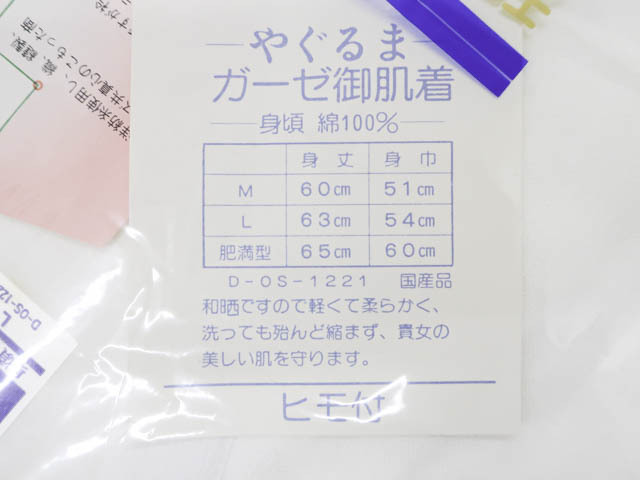 やぐるま
ガーゼ御肌着
身頃 綿100%
身丈 身巾
M 60cm 51cm
L 63cm 54cm
肥満型 65cm 60cm
D-OS-1221 国産品
和晒ですので軽くて柔らかく、
洗っても殆んど縮まず、貴女の
美しい肌を守ります。
ヒモ付
D-OS-122
L